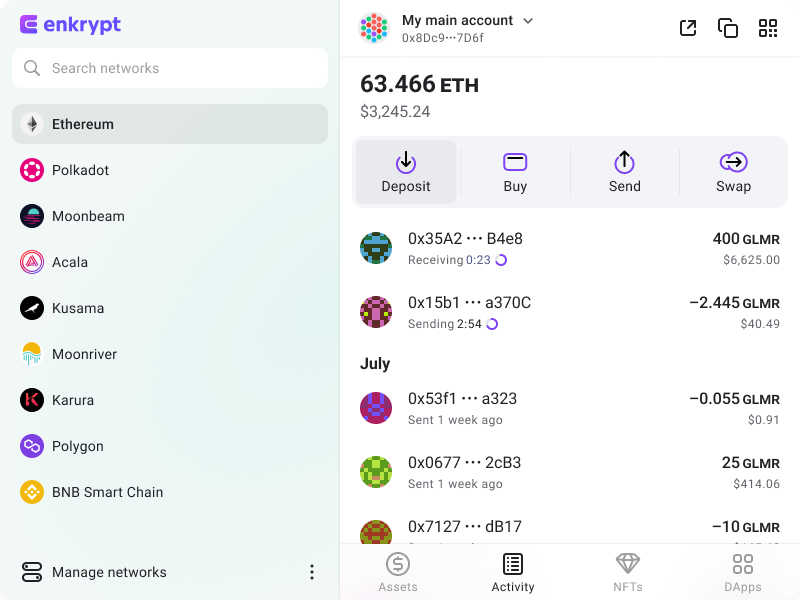 enkrypt
Search networks
Ethereum
Polkadot
Moonbeam
Acala
Kusama
Moonriver
Karura
Polygon
BNB Smart Chain
Manage networks
My main account
0x8Dc9···7D6f
63.466 ETH
$3,245.24
Deposit
Buy
Send
Swap
0x35A2 ··· B4e8
400 GLMR
Receiving 0:23
$6,625.00
0x15b1 ··· a370C
−2.445 GLMR
Sending 2:54
$40.49
July
0x53f1 ··· a323
−0.055 GLMR
Sent 1 week ago
$0.91
0x0677 ··· 2cB3
25 GLMR
Sent 1 week ago
$414.06
0x7127 ··· dB17
−10 GLMR
Assets
Activity
NFTs
DApps